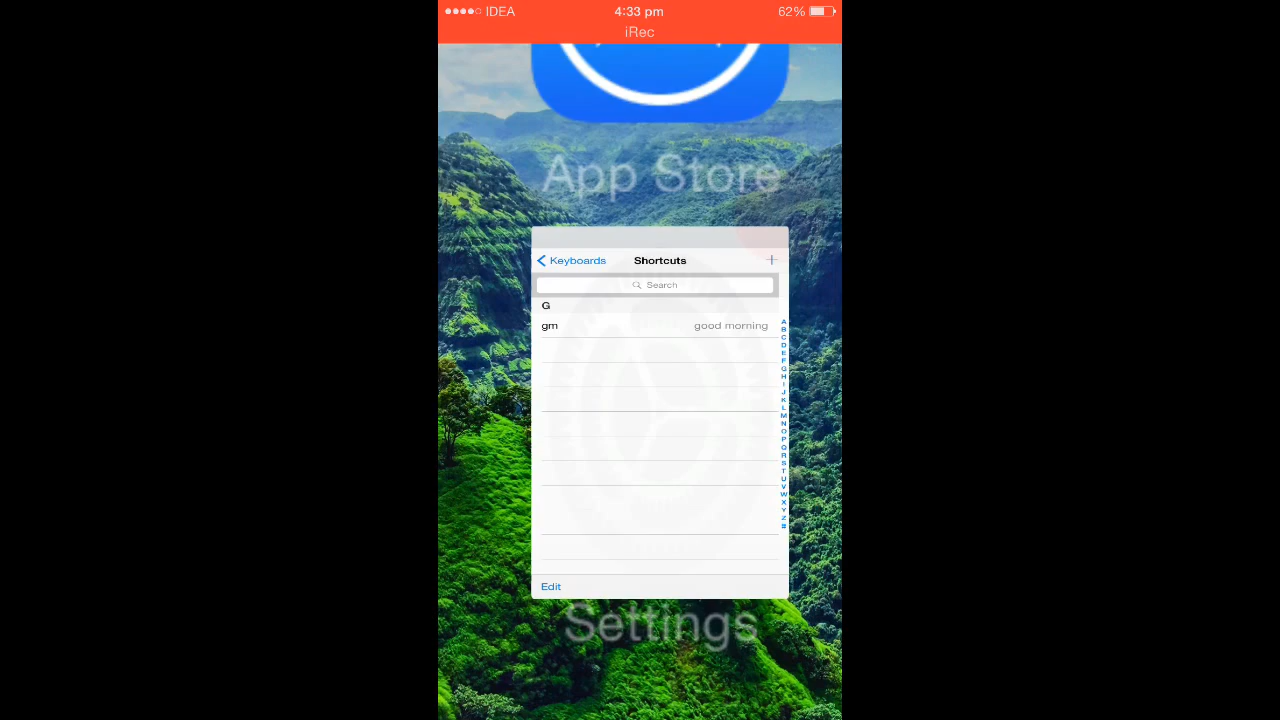 IDEA 4:33 pm 62%
iRec
App Store
Keyboards Shortcuts +
Search
G
gm good morning
A
B
C
D
E
F
G
H
I
J
K
L
M
N
O
P
Q
R
S
T
U
V
W
X
Y
Z
#
Edit
Settings